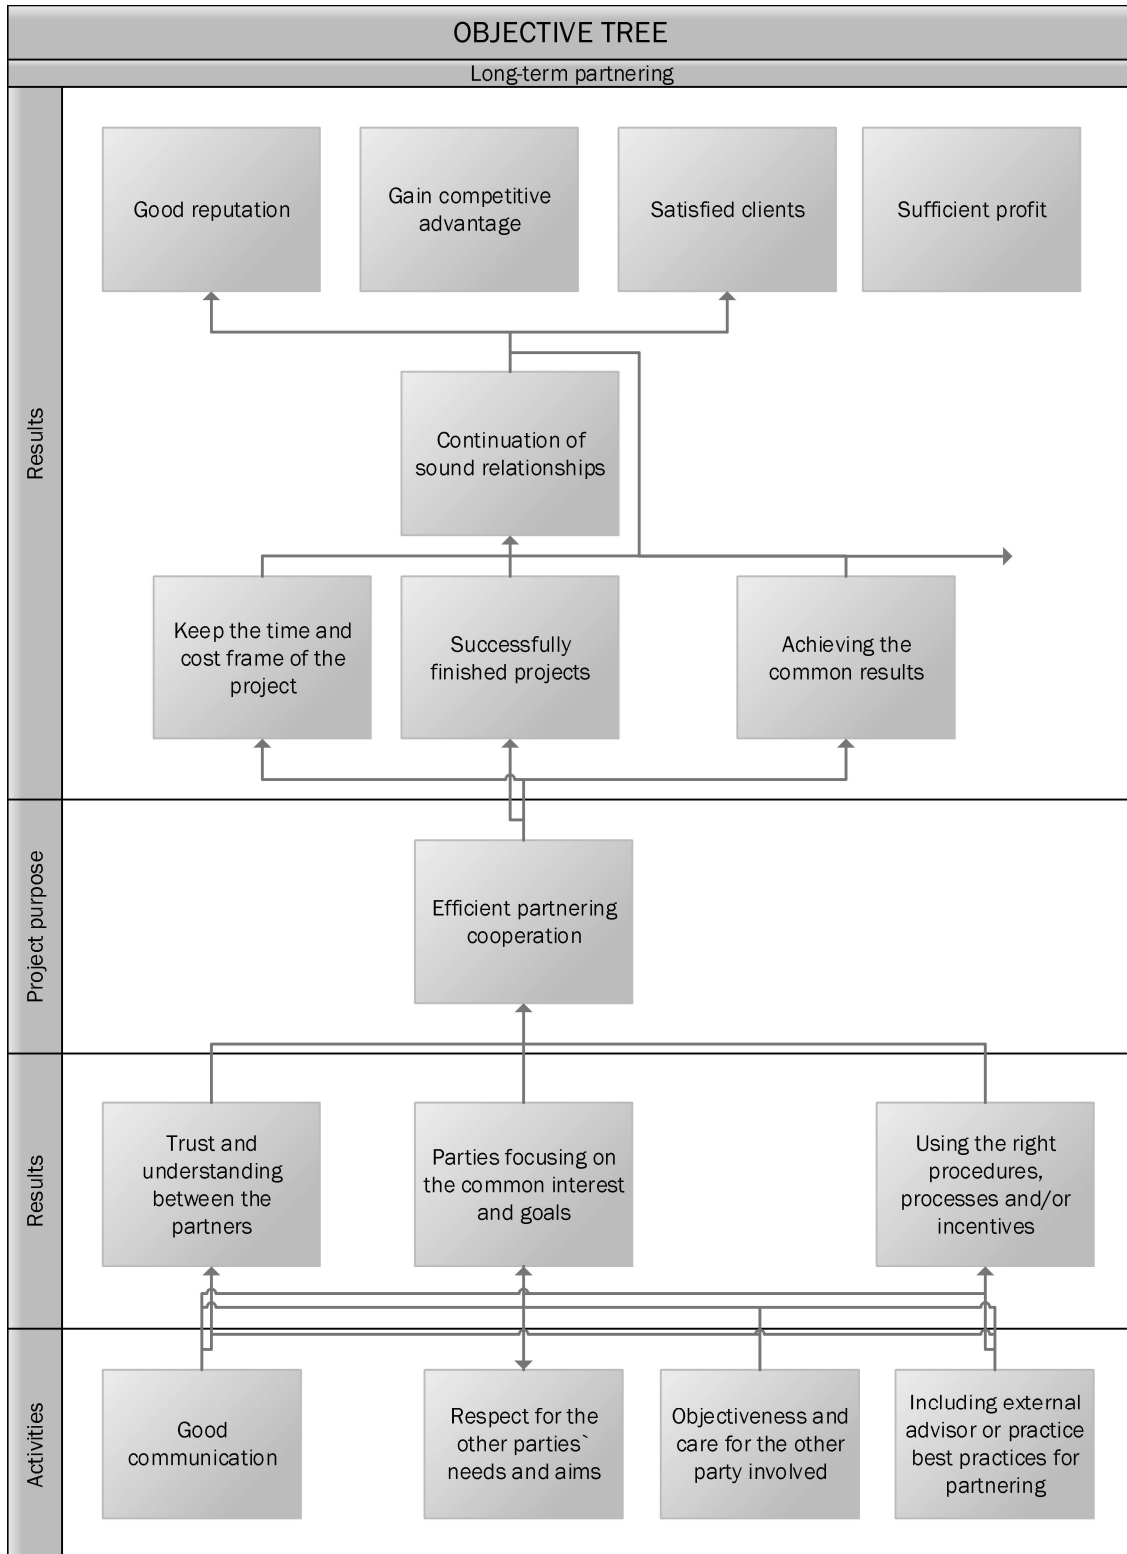 OBJECTIVE TREE
Long-term partnering
Results
Good reputation
Gain competitive
advantage
Satisfied clients
Sufficient profit
Continuation of
sound relationships
Keep the time and
cost frame of the
project
Successfully
finished projects
Achieving the
common results
Project purpose
Efficient partnering
cooperation
Results
Trust and
understanding
between the
partners
Parties focusing on
the common interest
and goals
Using the right
procedures,
processes and/or
incentives
Activities
Good
communication
Respect for the
other parties`
needs and aims
Objectiveness and
care for the other
party involved
Including external
advisor or practice
best practices for
partnering